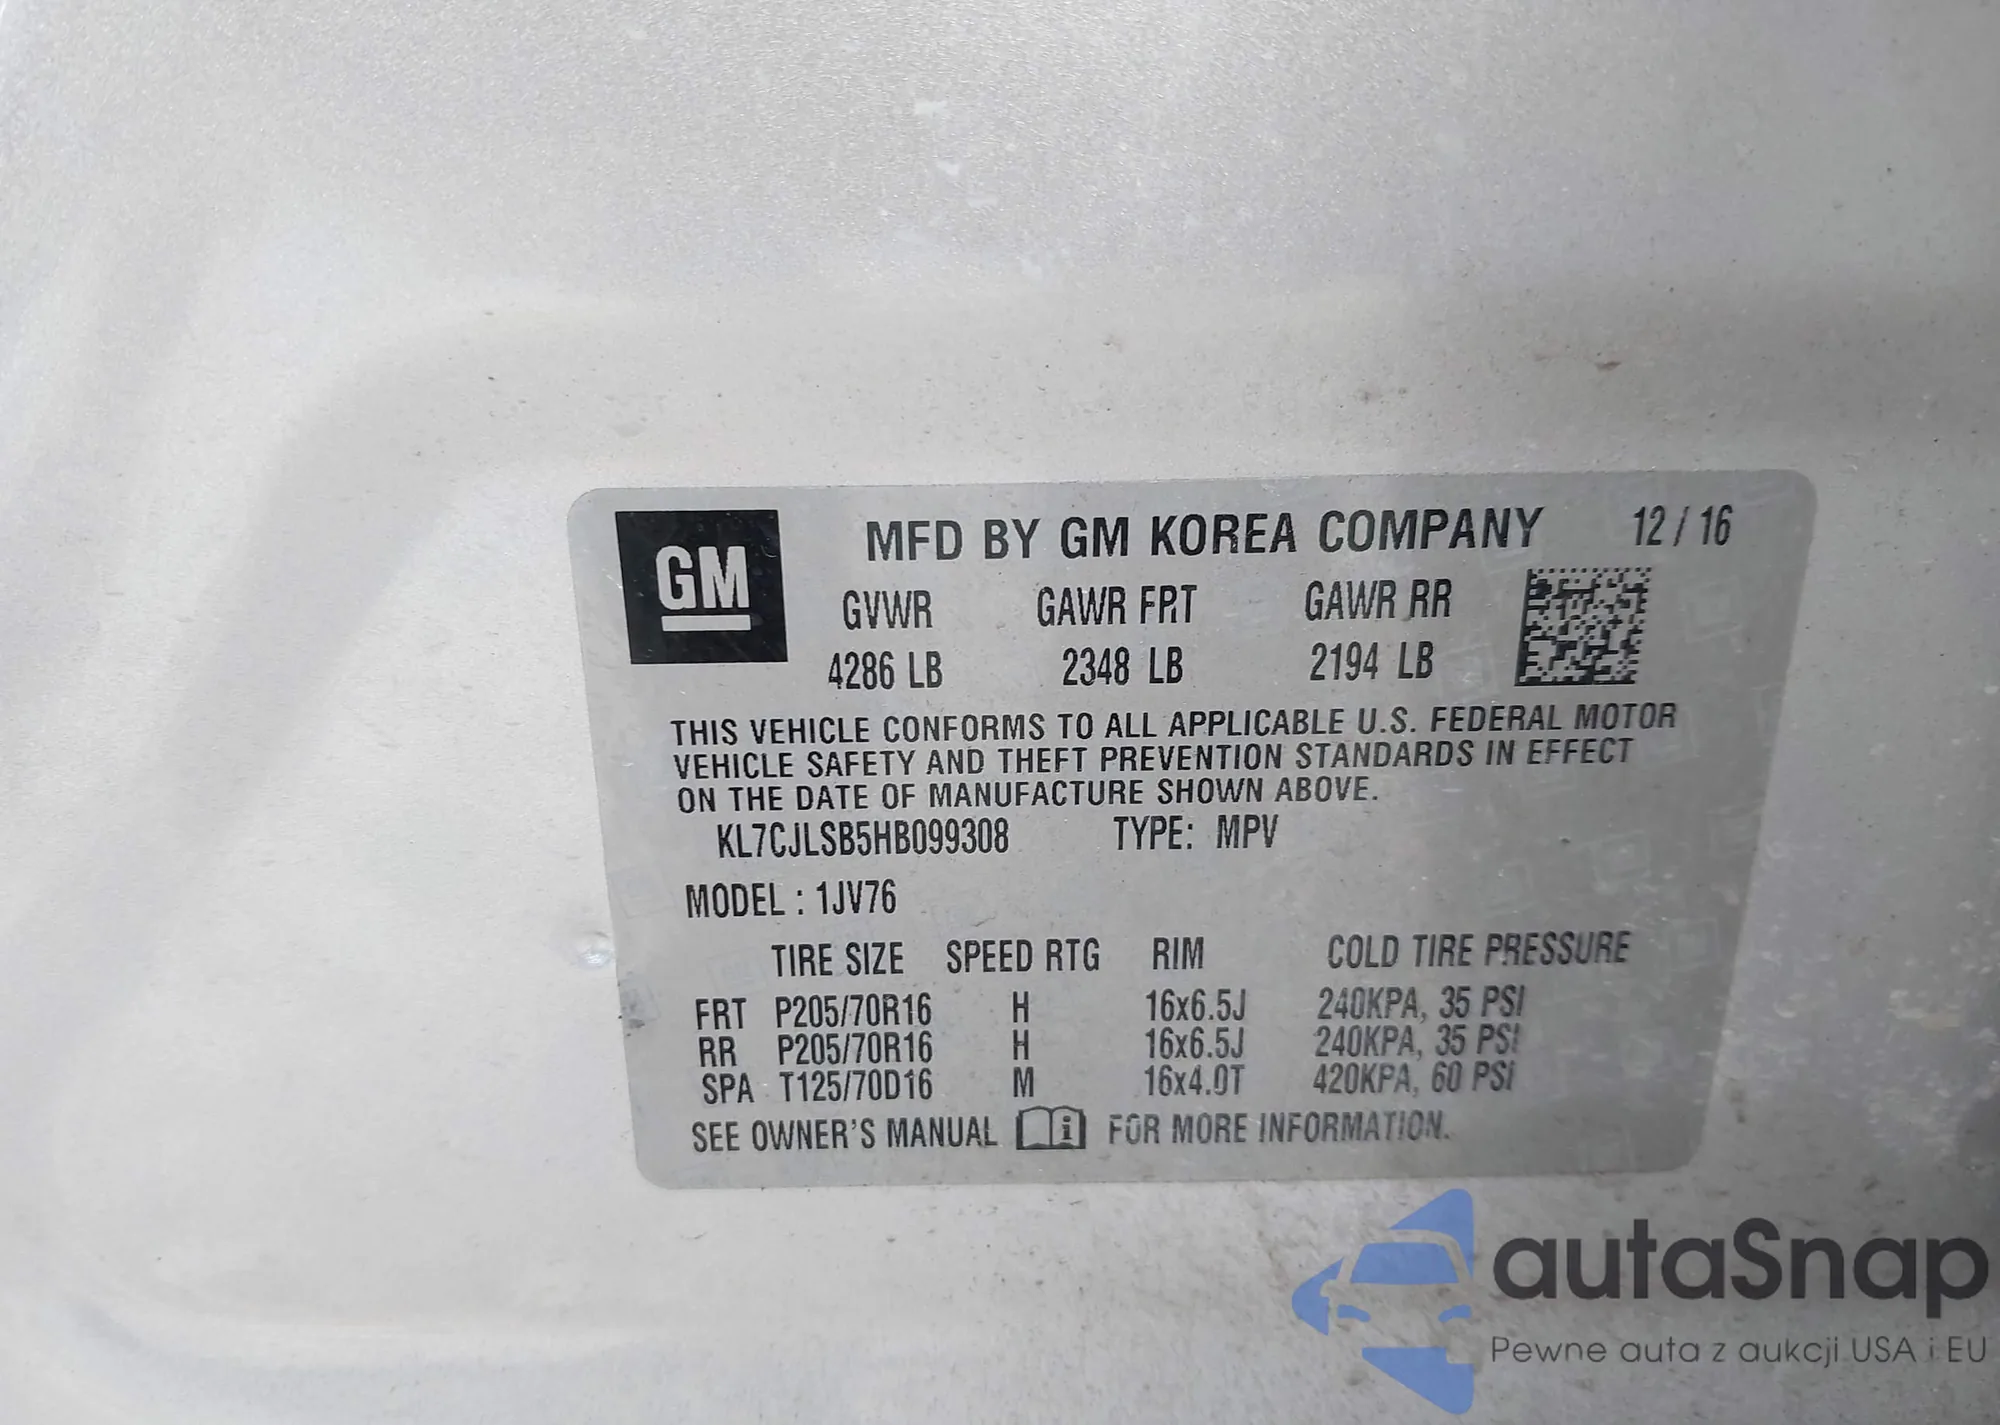 GM
MFD BY GM KOREA COMPANY 12 / 16
GVWR GAWR FRT GAWR RR
4286 LB 2348 LB 2194 LB
THIS VEHICLE CONFORMS TO ALL APPLICABLE U.S. FEDERAL MOTOR
VEHICLE SAFETY AND THEFT PREVENTION STANDARDS IN EFFECT
ON THE DATE OF MANUFACTURE SHOWN ABOVE.
KL7CJLSB5HB099308 TYPE: MPV
MODEL : 1JV76
TIRE SIZE SPEED RTG RIM COLD TIRE PRESSURE
FRT P205/70R16 H 16x6.5J 240KPA, 35 PSI
RR P205/70R16 H 16x6.5J 240KPA, 35 PSI
SPA T125/70D16 M 16x4.0T 420KPA, 60 PSI
SEE OWNER'S MANUAL i FOR MORE INFORMATION.
autaSnap
Pewne auta z aukcji USA i EU